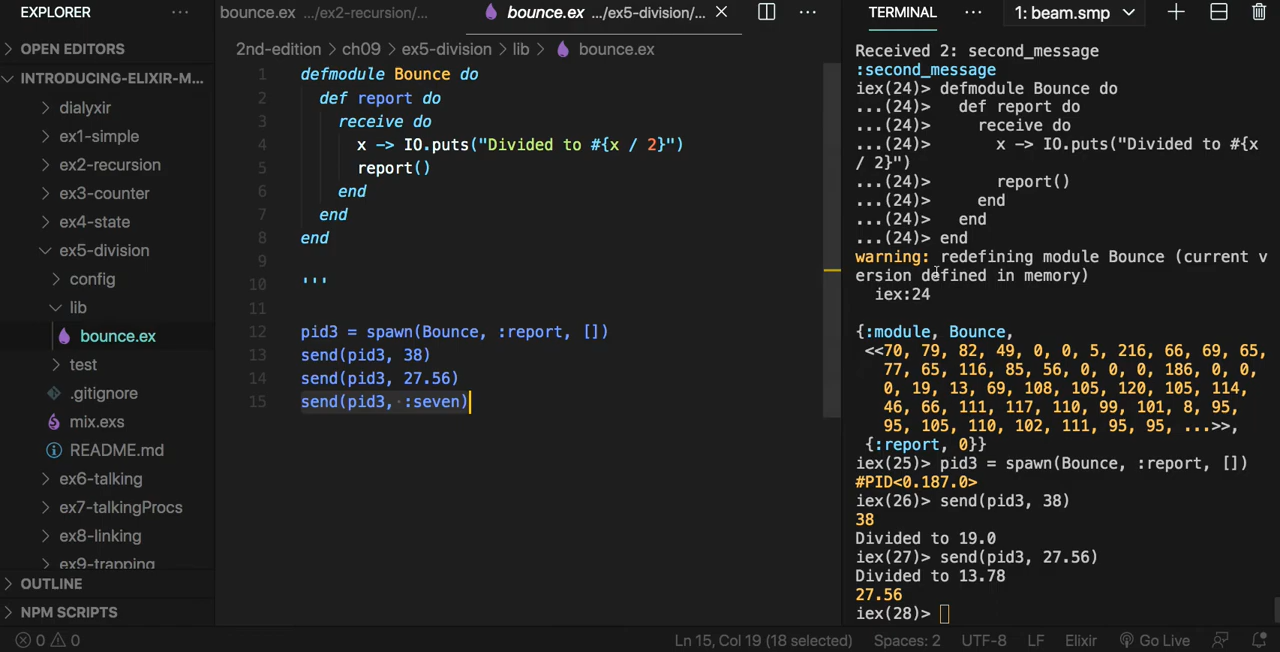 EXPLORER
OPEN EDITORS
INTRODUCING-ELIXIR-M...
dialyxir
ex1-simple
ex2-recursion
ex3-counter
ex4-state
ex5-division
config
lib
bounce.ex
test
.gitignore
mix.exs
README.md
ex6-talking
ex7-talkingProcs
ex8-linking
ex9-trapping
OUTLINE
NPM SCRIPTS
0 0
bounce.ex .../ex2-recursion/...
bounce.ex .../ex5-division/...
2nd-edition > ch09 > ex5-division > lib > bounce.ex
1 defmodule Bounce do
2 def report do
3 receive do
4 x -> IO.puts("Divided to #{x / 2}")
5 report()
6 end
7 end
8 end
9
10 '''
11
12 pid3 = spawn(Bounce, :report, [])
13 send(pid3, 38)
14 send(pid3, 27.56)
15 send(pid3, :seven)
TERMINAL ... 1: beam.smp
Received 2: second_message
:second_message
iex(24)> defmodule Bounce do
...(24)> def report do
...(24)> receive do
...(24)> x -> IO.puts("Divided to #{x
/ 2}")
...(24)> report()
...(24)> end
...(24)> end
...(24)> end
warning: redefining module Bounce (current v
ersion defined in memory)
iex:24
{:module, Bounce,
<<70, 79, 82, 49, 0, 0, 5, 216, 66, 69, 65,
77, 65, 116, 85, 56, 0, 0, 0, 186, 0, 0,
0, 19, 13, 69, 108, 105, 120, 105, 114,
46, 66, 111, 117, 110, 99, 101, 8, 95,
95, 105, 110, 102, 111, 95, 95, ...>>,
{:report, 0}}
iex(25)> pid3 = spawn(Bounce, :report, [])
#PID<0.187.0>
iex(26)> send(pid3, 38)
38
Divided to 19.0
iex(27)> send(pid3, 27.56)
Divided to 13.78
27.56
iex(28)>
Ln 15, Col 19 (18 selected) Spaces: 2 UTF-8 LF Elixir Go Live